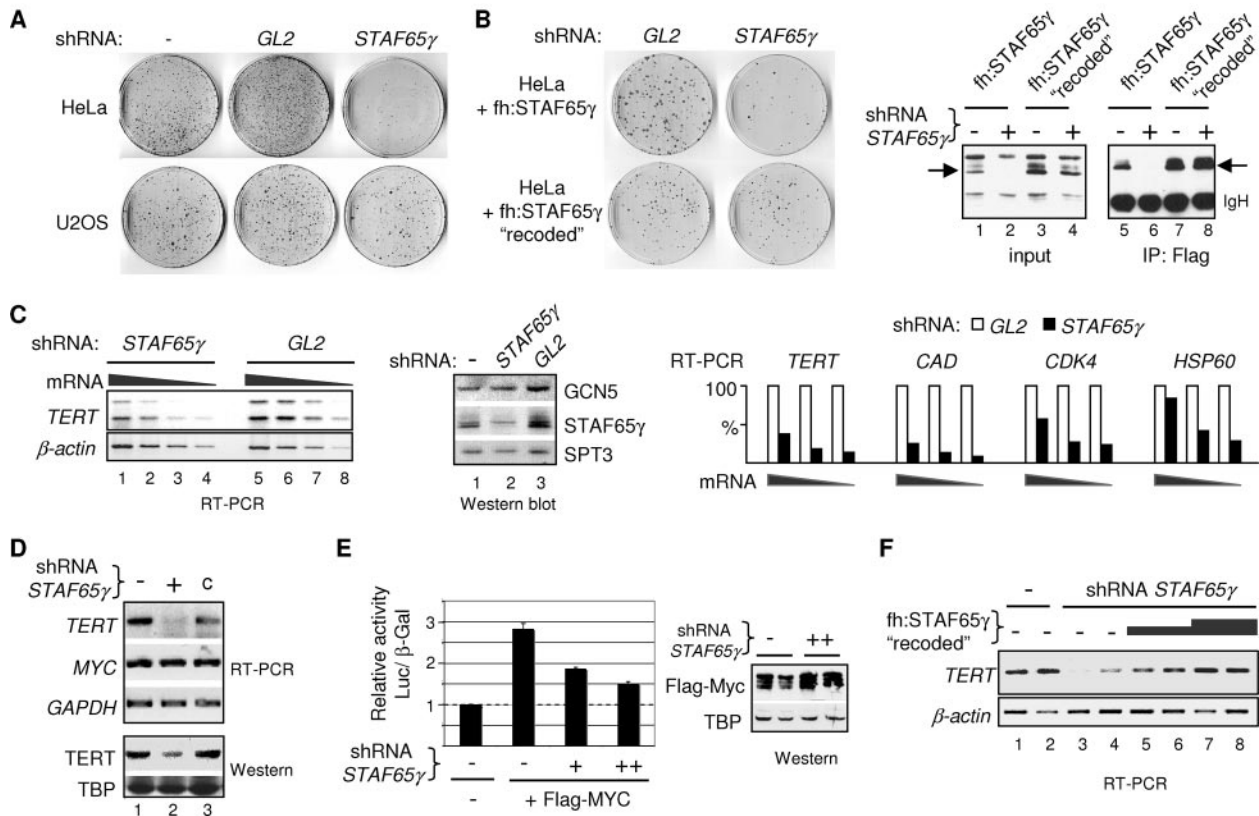 A
shRNA: - GL2 STAF65γ
HeLa
U2OS
B
shRNA: GL2 STAF65γ
HeLa
+ fh:STAF65γ
HeLa
+ fh:STAF65γ
"recoded"
fh:STAF65γ
fh:STAF65γ
"recoded"
fh:STAF65γ
fh:STAF65γ
"recoded"
shRNA
STAF65γ
- + - + - + - +
IgH
1 2 3 4 5 6 7 8
input IP: Flag
C
shRNA: STAF65γ GL2
mRNA
TERT
β-actin
1 2 3 4 5 6 7 8
RT-PCR
shRNA: - STAF65γ GL2
GCN5
STAF65γ
SPT3
1 2 3
Western blot
shRNA: GL2 STAF65γ
RT-PCR TERT CAD CDK4 HSP60
100
%
mRNA
D
shRNA
STAF65γ
- + C
TERT
MYC
GAPDH
RT-PCR
TERT
TBP
Western
1 2 3
E
Relative activity
Luc/ β-Gal
3
2
1
shRNA
STAF65γ
- - + ++
- + Flag-MYC
shRNA
STAF65γ
- ++
Flag-Myc
TBP
Western
F
- shRNA STAF65γ
fh:STAF65γ
"recoded"
- - - -
TERT
β-actin
1 2 3 4 5 6 7 8
RT-PCR